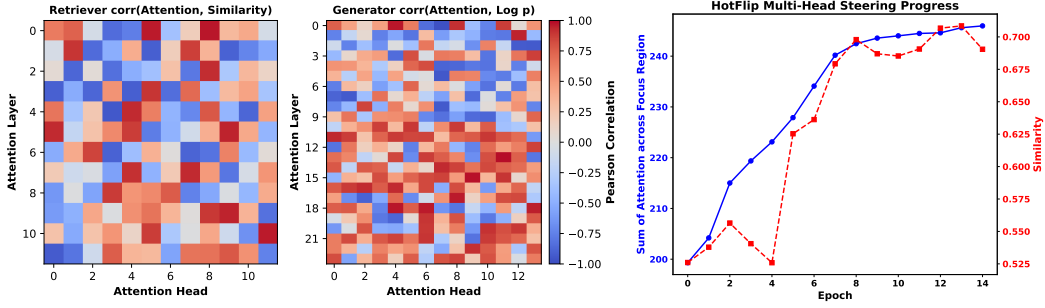 Retriever corr(Attention, Similarity)
0
2
4
6
8
10
Attention Layer
0 2 4 6 8 10
Attention Head
Generator corr(Attention, Log p)
0
3
6
9
12
15
18
21
Attention Layer
0 2 4 6 8 10 12
Attention Head
1.00
0.75
0.50
0.25
0.00
−0.25
−0.50
−0.75
−1.00
Pearson Correlation
HotFlip Multi-Head Steering Progress
240
230
220
210
200
Sum of Attention across Focus Region
0 2 4 6 8 10 12 14
Epoch
0.700
0.675
0.650
0.625
0.600
0.575
0.550
0.525
Similarity